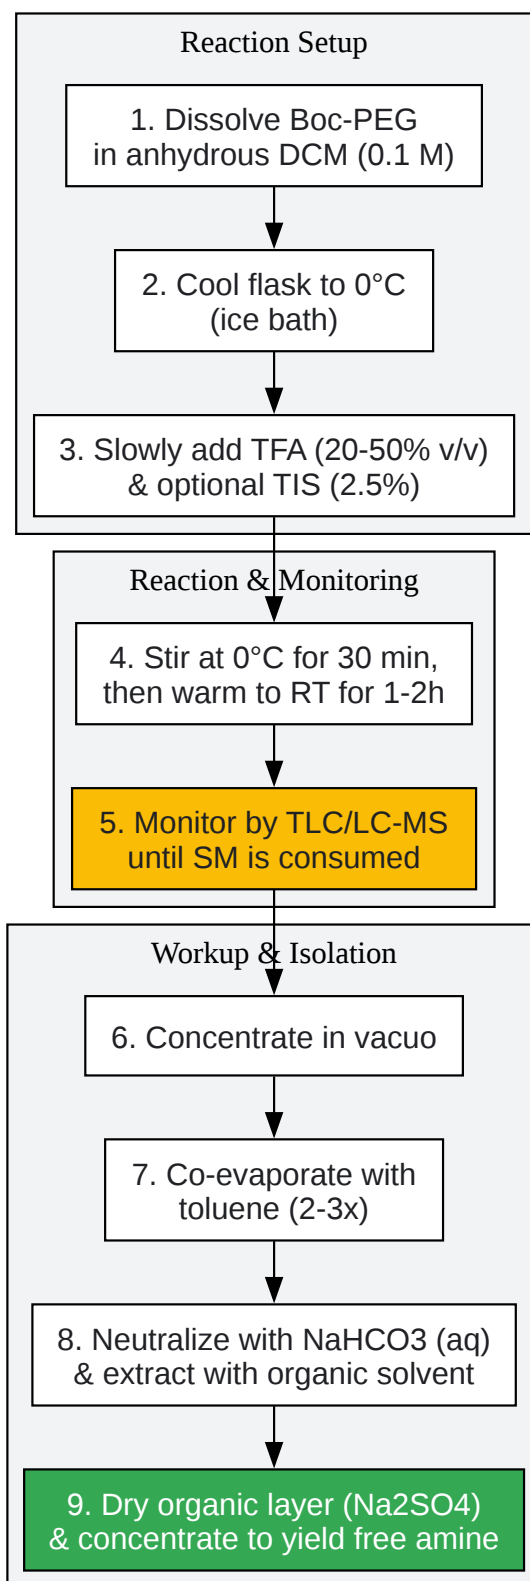 Reaction Setup
1. Dissolve Boc-PEG
in anhydrous DCM (0.1 M)
2. Cool flask to 0°C
(ice bath)
3. Slowly add TFA (20-50% v/v)
& optional TIS (2.5%)
Reaction & Monitoring
4. Stir at 0°C for 30 min,
then warm to RT for 1-2h
5. Monitor by TLC/LC-MS
until SM is consumed
Workup & Isolation
6. Concentrate in vacuo
7. Co-evaporate with
toluene (2-3x)
8. Neutralize with NaHCO3 (aq)
& extract with organic solvent
9. Dry organic layer (Na2SO4)
& concentrate to yield free amine